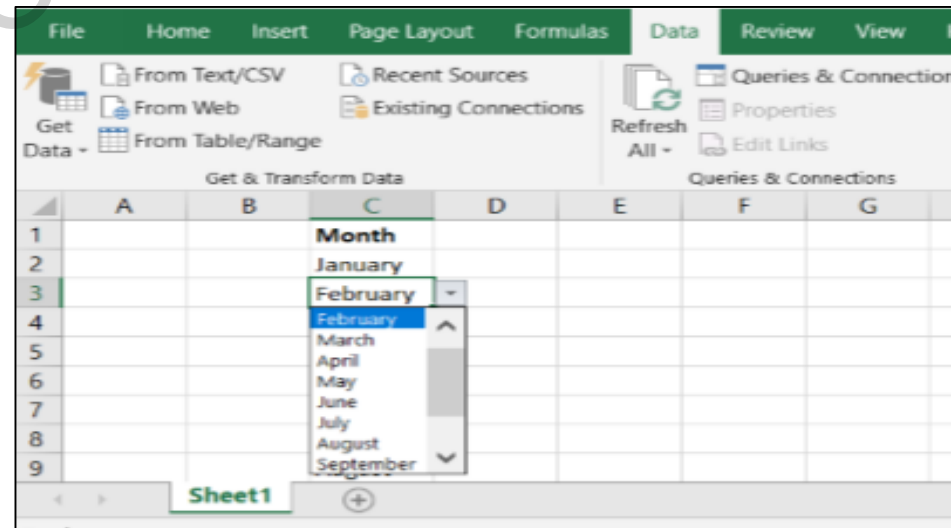 File Home Insert Page Layout Formulas Data Review View
From Text/CSV Recent Sources Queries & Connection
From Web Existing Connections Properties
Get Data From Table/Range Refresh All Edit Links
Get & Transform Data Queries & Connections
A B C D E F G
1 Month
2 January
3 February
4 February
March
5 April
6 May
7 June
July
8 August
9 September
Sheet1